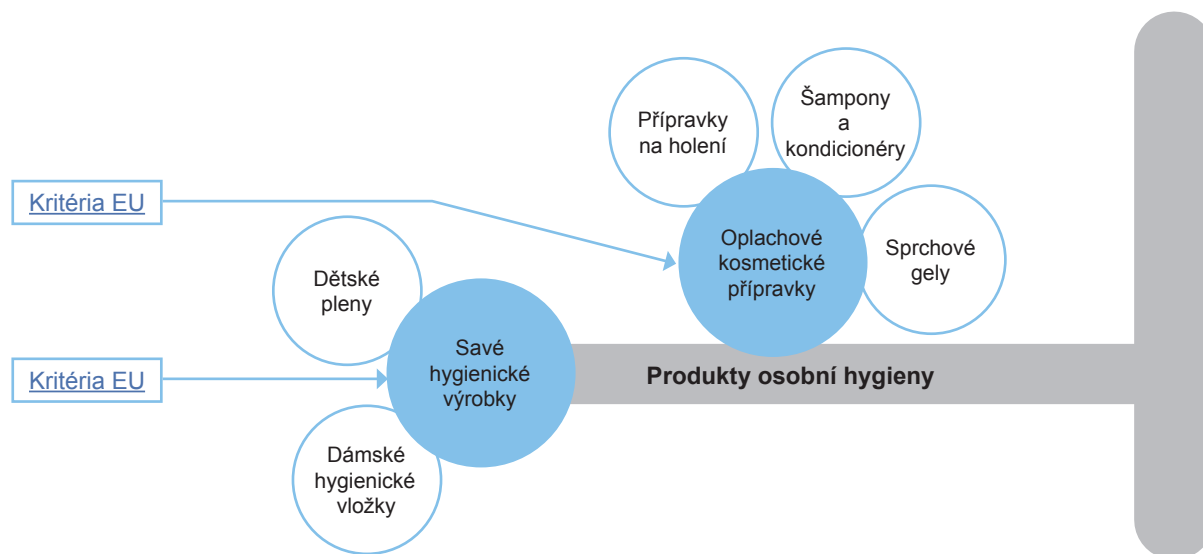 Přípravky
na holení
Šampony
a
kondicionéry
Kritéria EU
Oplachové
kosmetické
přípravky
Sprchové
gely
Dětské
pleny
Kritéria EU
Savé
hygienické
výrobky
Produkty osobní hygieny
Dámské
hygienické
vložky